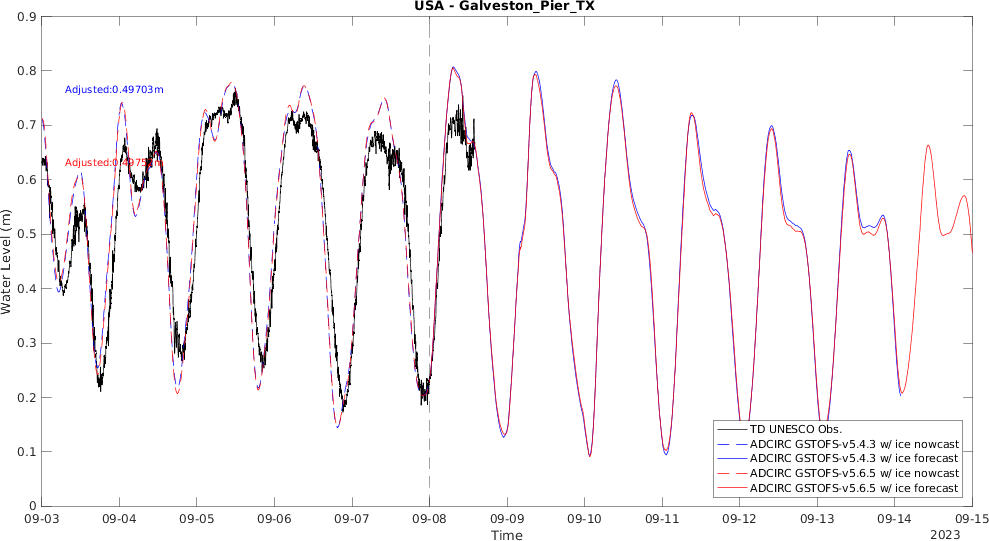 USA - Galveston_Pier_TX
0.9
0.8
0.7
0.6
0.5
0.4
0.3
0.2
0.1
0
Water Level (m)
Adjusted:0.49703m
TD UNESCO Obs.
ADCIRC GSTOFS-v5.4.3 w/ ice nowcast
ADCIRC GSTOFS-v5.4.3 w/ ice forecast
ADCIRC GSTOFS-v5.6.5 w/ ice nowcast
ADCIRC GSTOFS-v5.6.5 w/ ice forecast
09-03 09-04 09-05 09-06 09-07 09-08 09-09 09-10 09-11 09-12 09-13 09-14 09-15
Time
2023